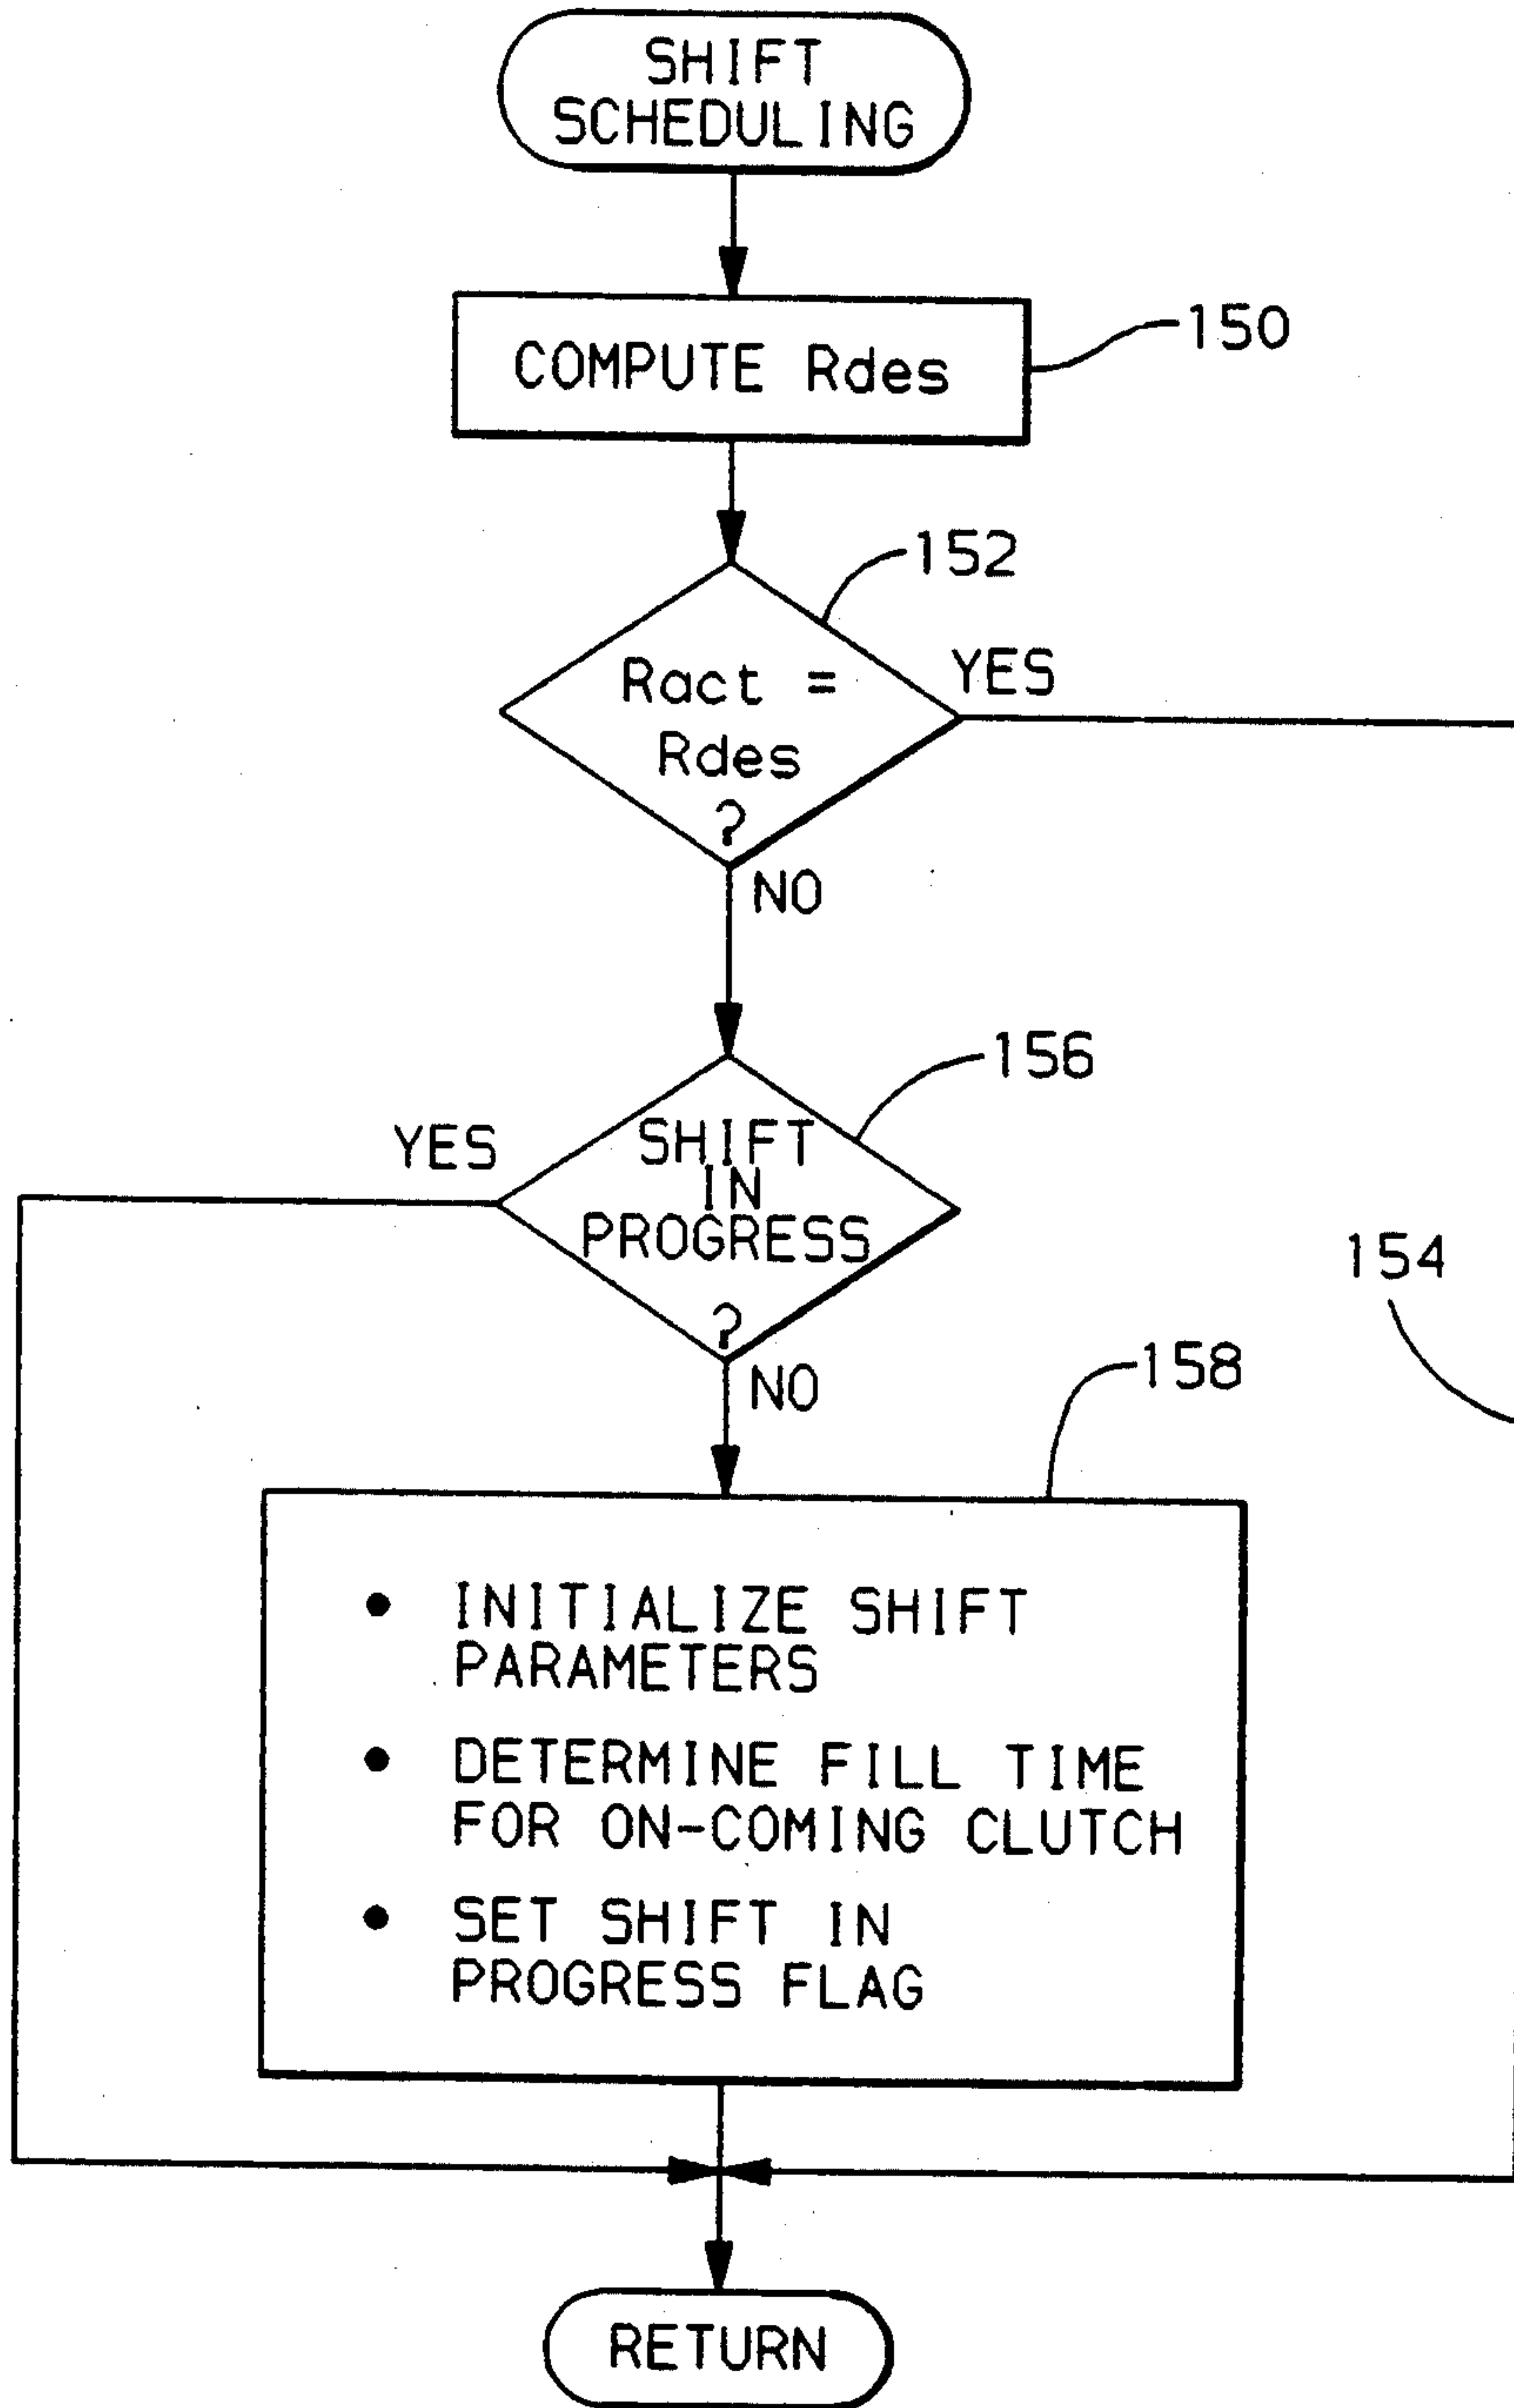 SHIFT
SCHEDULING
COMPUTE Rdes
150
152
Ract =
Rdes
?
YES
NO
156
SHIFT
IN
PROGRESS
?
YES
NO
154
158
• INITIALIZE SHIFT
PARAMETERS
• DETERMINE FILL TIME
FOR ON-COMING CLUTCH
• SET SHIFT IN
PROGRESS FLAG
RETURN